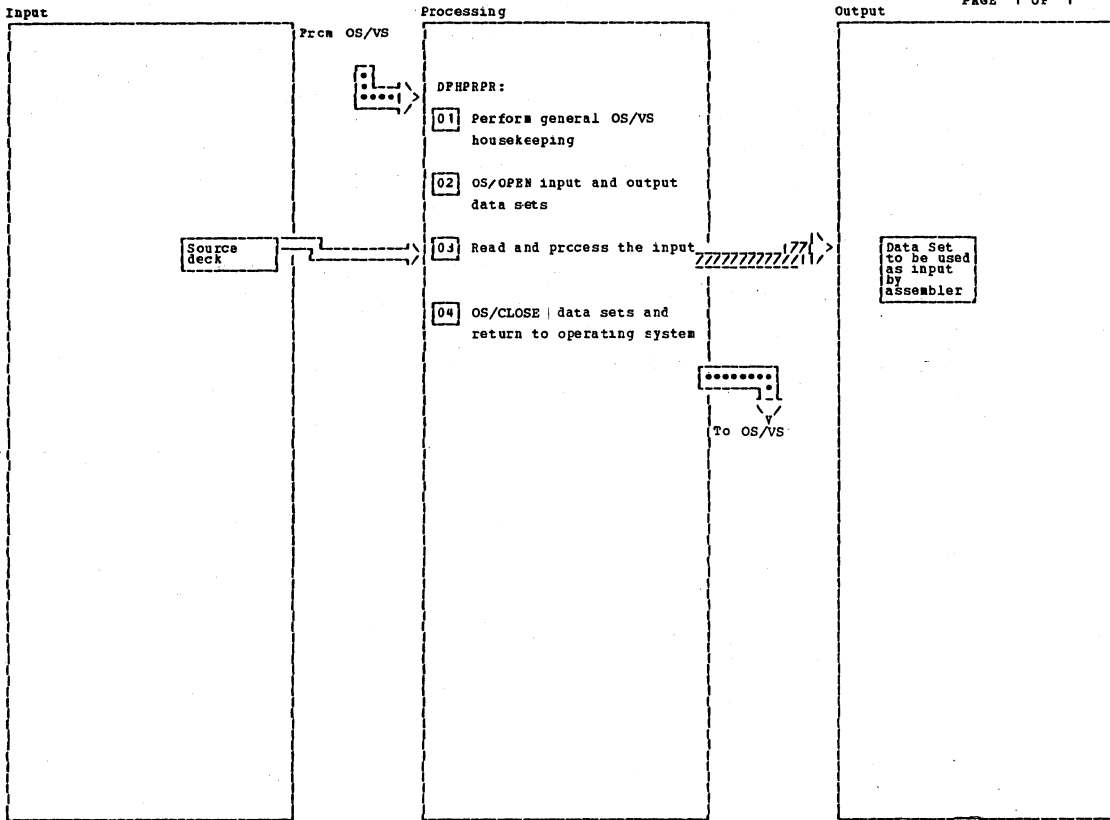 PAGE 1 OF 1
Input
Processing
Output
Prcm OS/VS
DFHPRPR:
01 Perform general OS/VS
housekeeping
02 OS/OPEN input and output
data sets
Source
deck
03 Read and prccess the input
Data Set
to be used
as input
by
assembler
04 OS/CLOSE | data sets and
return to operating system
To OS/VS